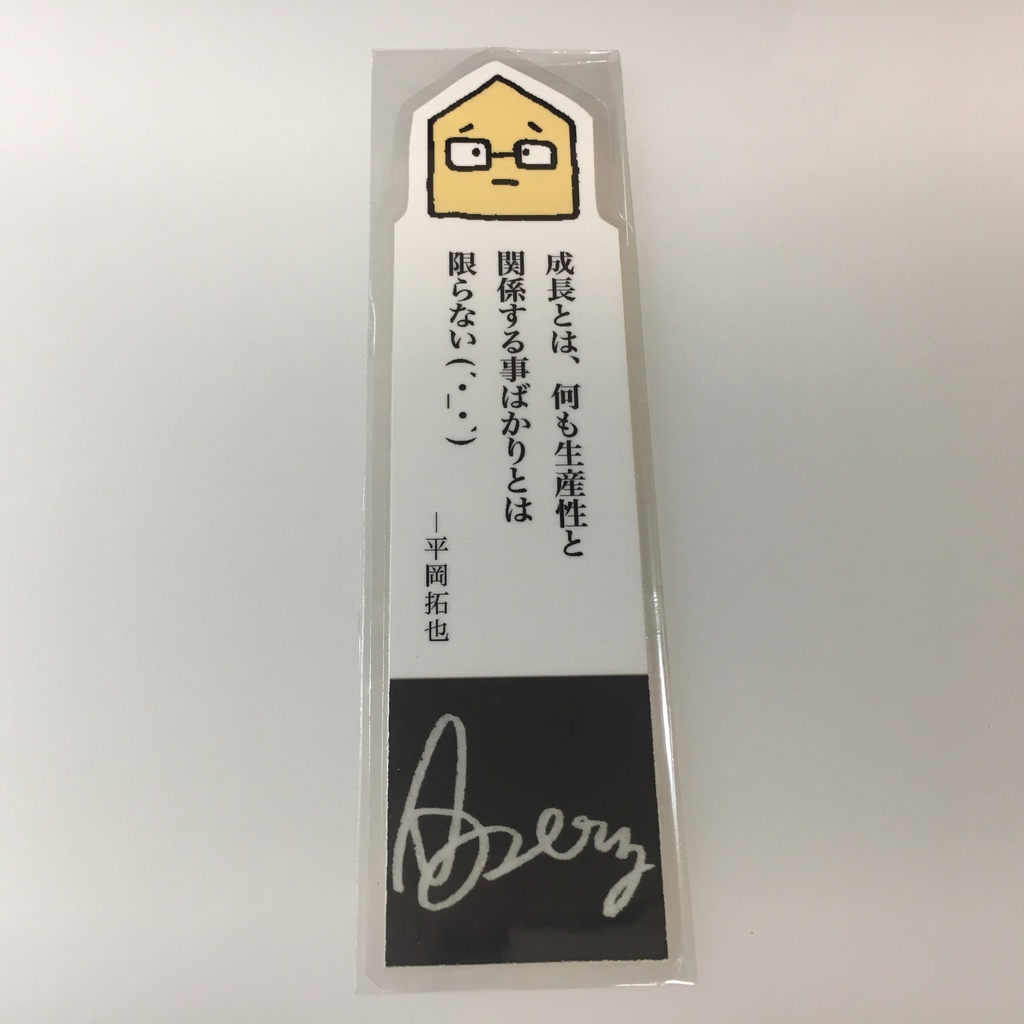 成長とは、何も生産性と
関係する事ばかりとは
限らない(´・_・`)
―平岡拓也